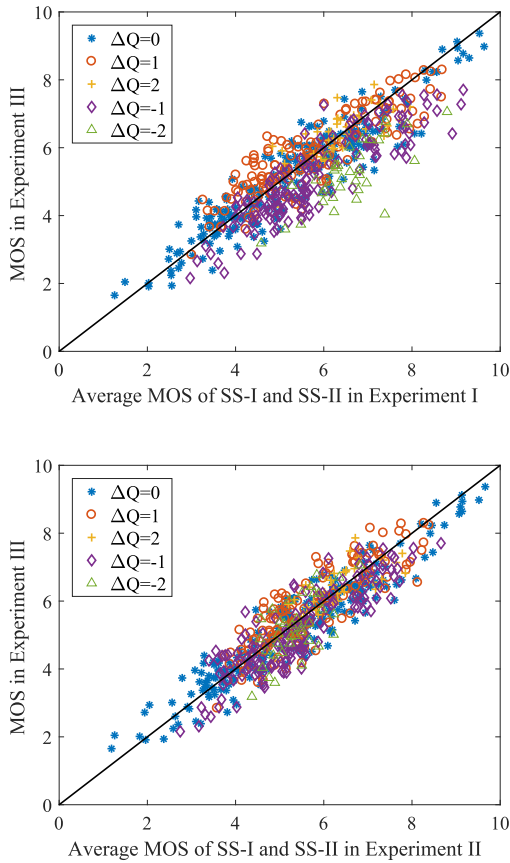 10
8
6
4
2
0
MOS in Experiment III
ΔQ=0
ΔQ=1
ΔQ=2
ΔQ=-1
ΔQ=-2
0 2 4 6 8 10
Average MOS of SS-I and SS-II in Experiment I
10
8
6
4
2
0
MOS in Experiment III
ΔQ=0
ΔQ=1
ΔQ=2
ΔQ=-1
ΔQ=-2
0 2 4 6 8 10
Average MOS of SS-I and SS-II in Experiment II